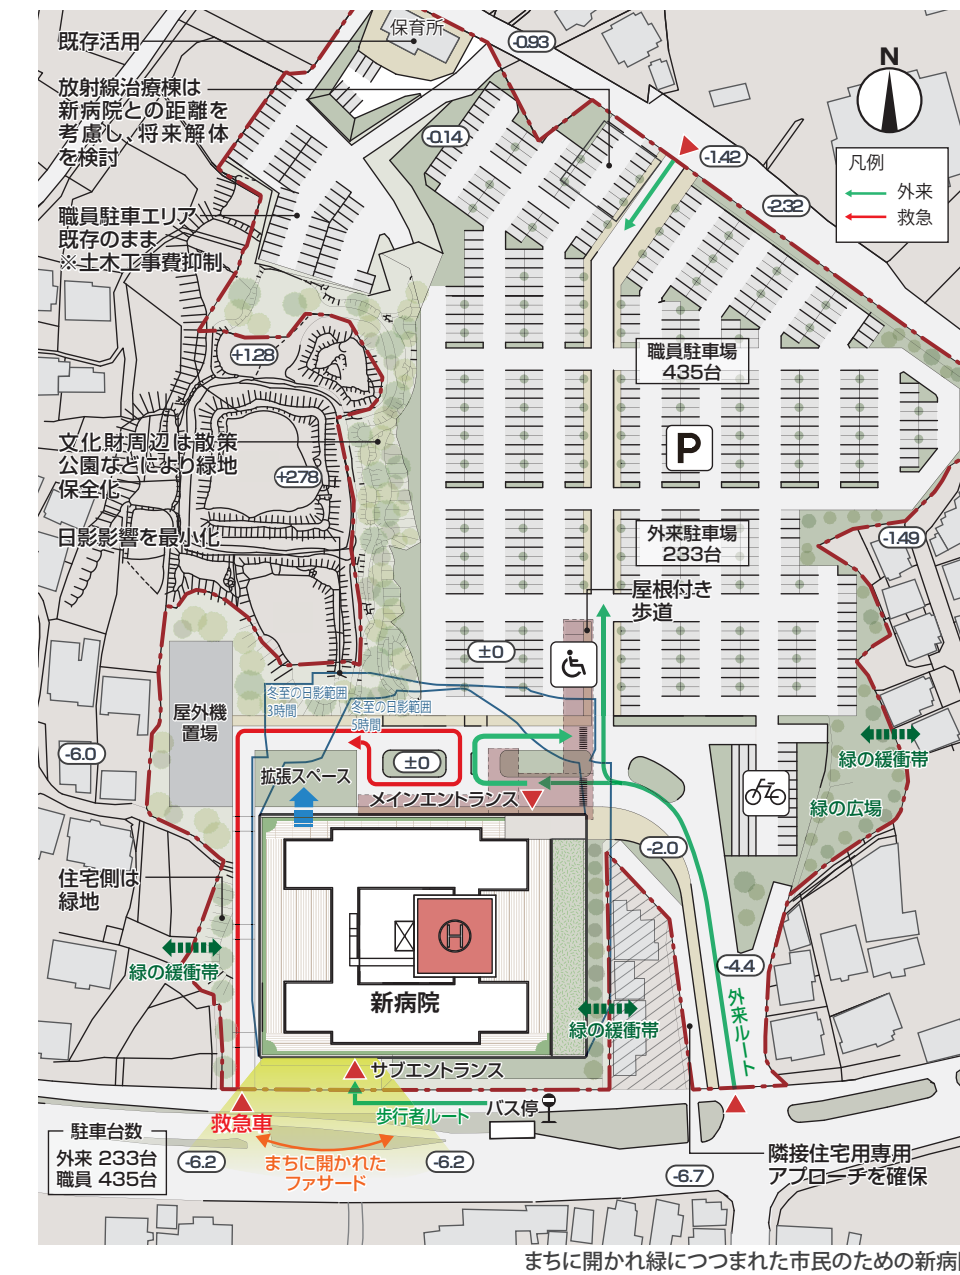 保育所
既存活用
-0.93
N
放射線治療棟は
新病院との距離を
考慮し、将来解体
を検討
-0.14
-1.42
凡例
外来
救急
-2.32
職員駐車エリア
既存のまま
※土木工事費抑制
+1.28
職員駐車場
435台
文化財周辺は散策
公園などにより緑地
保全化
P
+2.78
日影影響を最小化
外来駐車場
233台
-1.49
屋根付き
歩道
±0
冬至の日影範囲
3時間
冬至の日影範囲
5時間
屋外機
置場
-6.0
±0
緑の緩衝帯
拡張スペース
メインエントランス
緑の広場
-2.0
住宅側は
緑地
H
緑の緩衝帯
-4.4
新病院
外来ルート
緑の緩衝帯
サブエントランス
救急車
歩行者ルート
バス停
駐車台数
外来 233台
職員 435台
-6.2
まちに開かれた
ファサード
-6.2
-6.7
隣接住宅用専用
アプローチを確保
まちに開かれ緑につつまれた市民のための新病